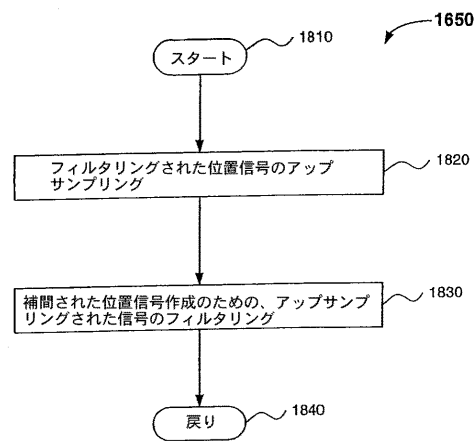 1650
スタート
1810
フィルタリングされた位置信号のアップ
サンプリング
1820
補間された位置信号作成のための、アップサンプ
リングされた信号のフィルタリング
1830
戻り
1840